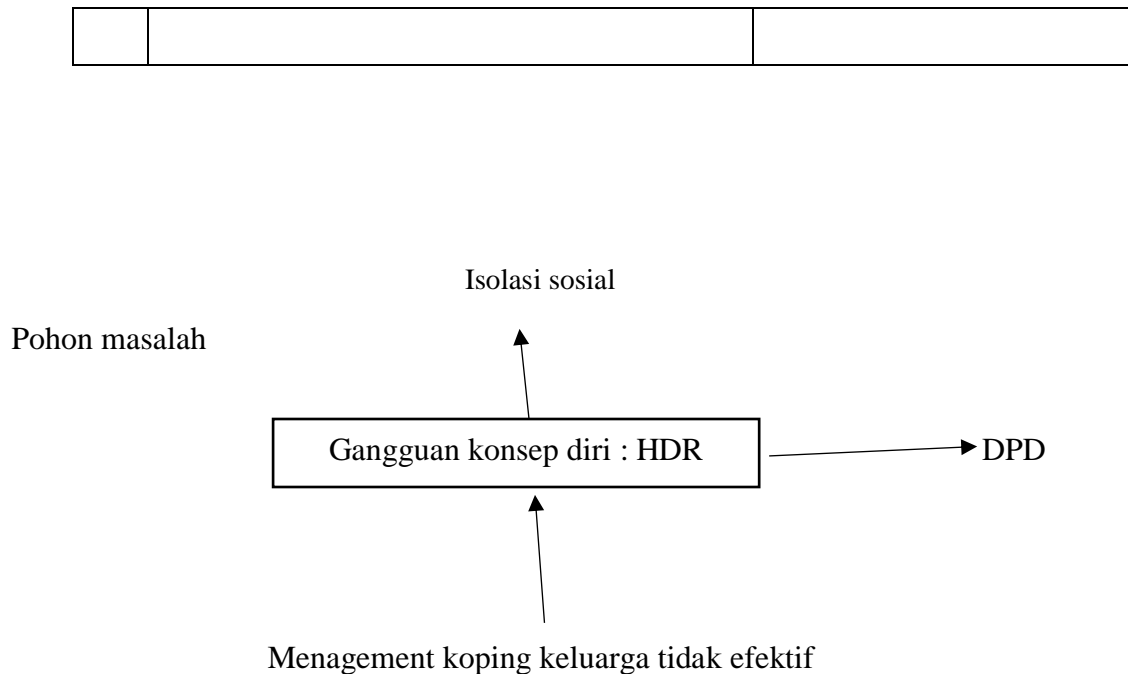 Isolasi sosial
Pohon masalah
Gangguan konsep diri : HDR
DPD
Menagement koping keluarga tidak efektif